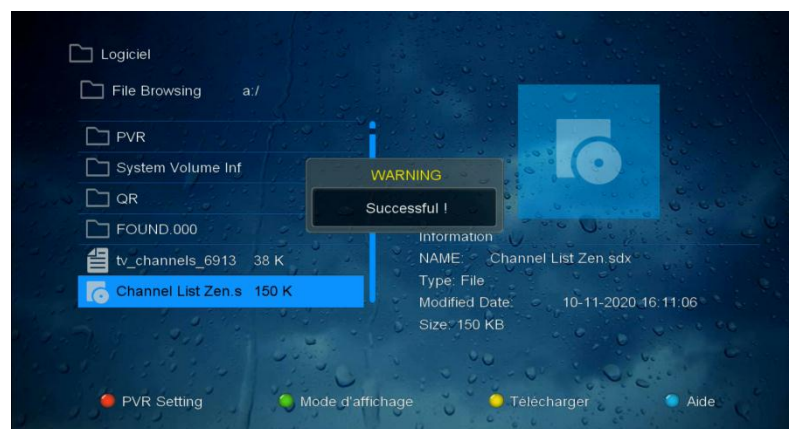 Logiciel
File Browsing a:/
PVR
System Volume Inf
QR
FOUND.000
tv_channels_6913 38 K
Channel List Zen.s 150 K
WARNING
Successful !
Information
NAME: Channel List Zen.sdx
Type: File
Modified Date: 10-11-2020 16:11:06
Size: 150 KB
PVR Setting Mode d'affichage Télécharger Aide